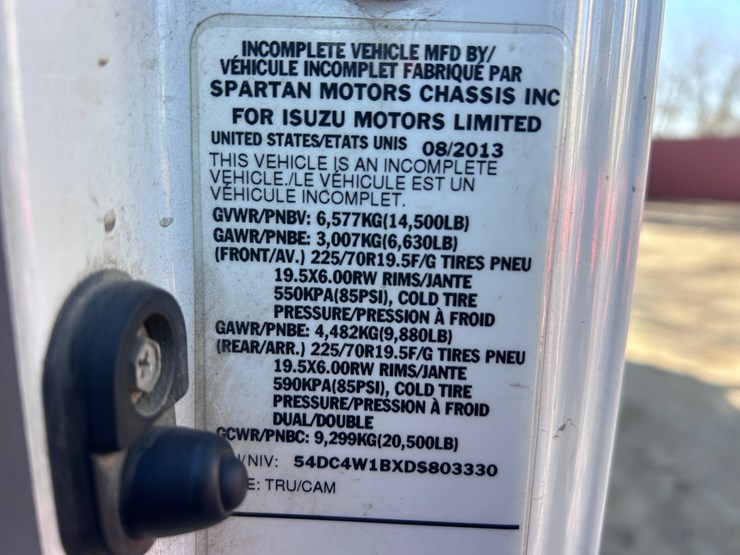 INCOMPLETE VEHICLE MFD BY/
VÉHICULE INCOMPLET FABRIQUÉ PAR
SPARTAN MOTORS CHASSIS INC
FOR ISUZU MOTORS LIMITED
UNITED STATES/ETATS UNIS 08/2013
THIS VEHICLE IS AN INCOMPLETE
VEHICLE./LE VÉHICULE EST UN
VÉHICULE INCOMPLET.
GVWR/PNBV: 6,577KG(14,500LB)
GAWR/PNBE: 3,007KG(6,630LB)
(FRONT/AV.) 225/70R19.5F/G TIRES PNEU
19.5X6.00RW RIMS/JANTE
550KPA(85PSI), COLD TIRE
PRESSURE/PRESSION À FROID
GAWR/PNBE: 4,482KG(9,880LB)
(REAR/ARR.) 225/70R19.5F/G TIRES PNEU
19.5X6.00RW RIMS/JANTE
590KPA(85PSI), COLD TIRE
PRESSURE/PRESSION À FROID
DUAL/DOUBLE
GCWR/PNBC: 9,299KG(20,500LB)
/NIV: 54DC4W1BXDS803330
E: TRU/CAM